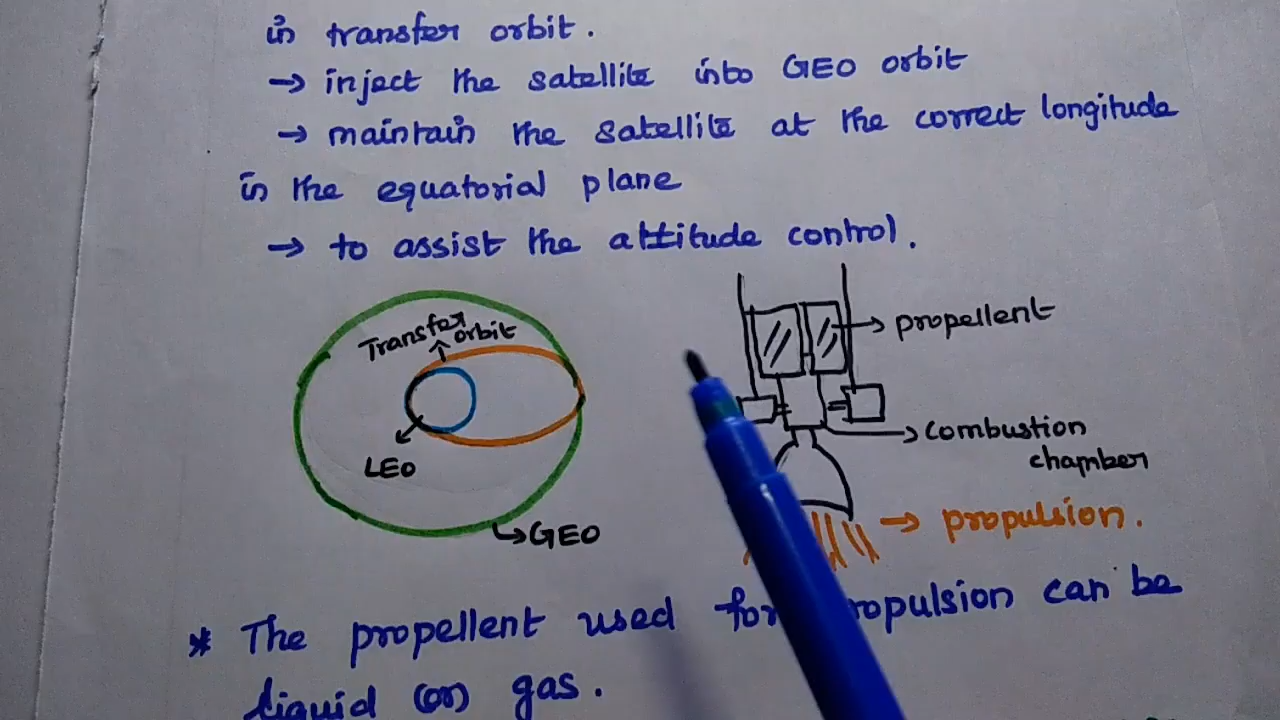 in transfer orbit.
→ inject the satellite into GEO orbit
→ maintain the satellite at the correct longitude
in the equatorial plane
→ to assist the attitude control.
Transfer
orbit
LEO
→GEO
→ propellent
→ combustion
chamber
→ propulsion.
* The propellent used for propulsion can be
liquid (or) gas.